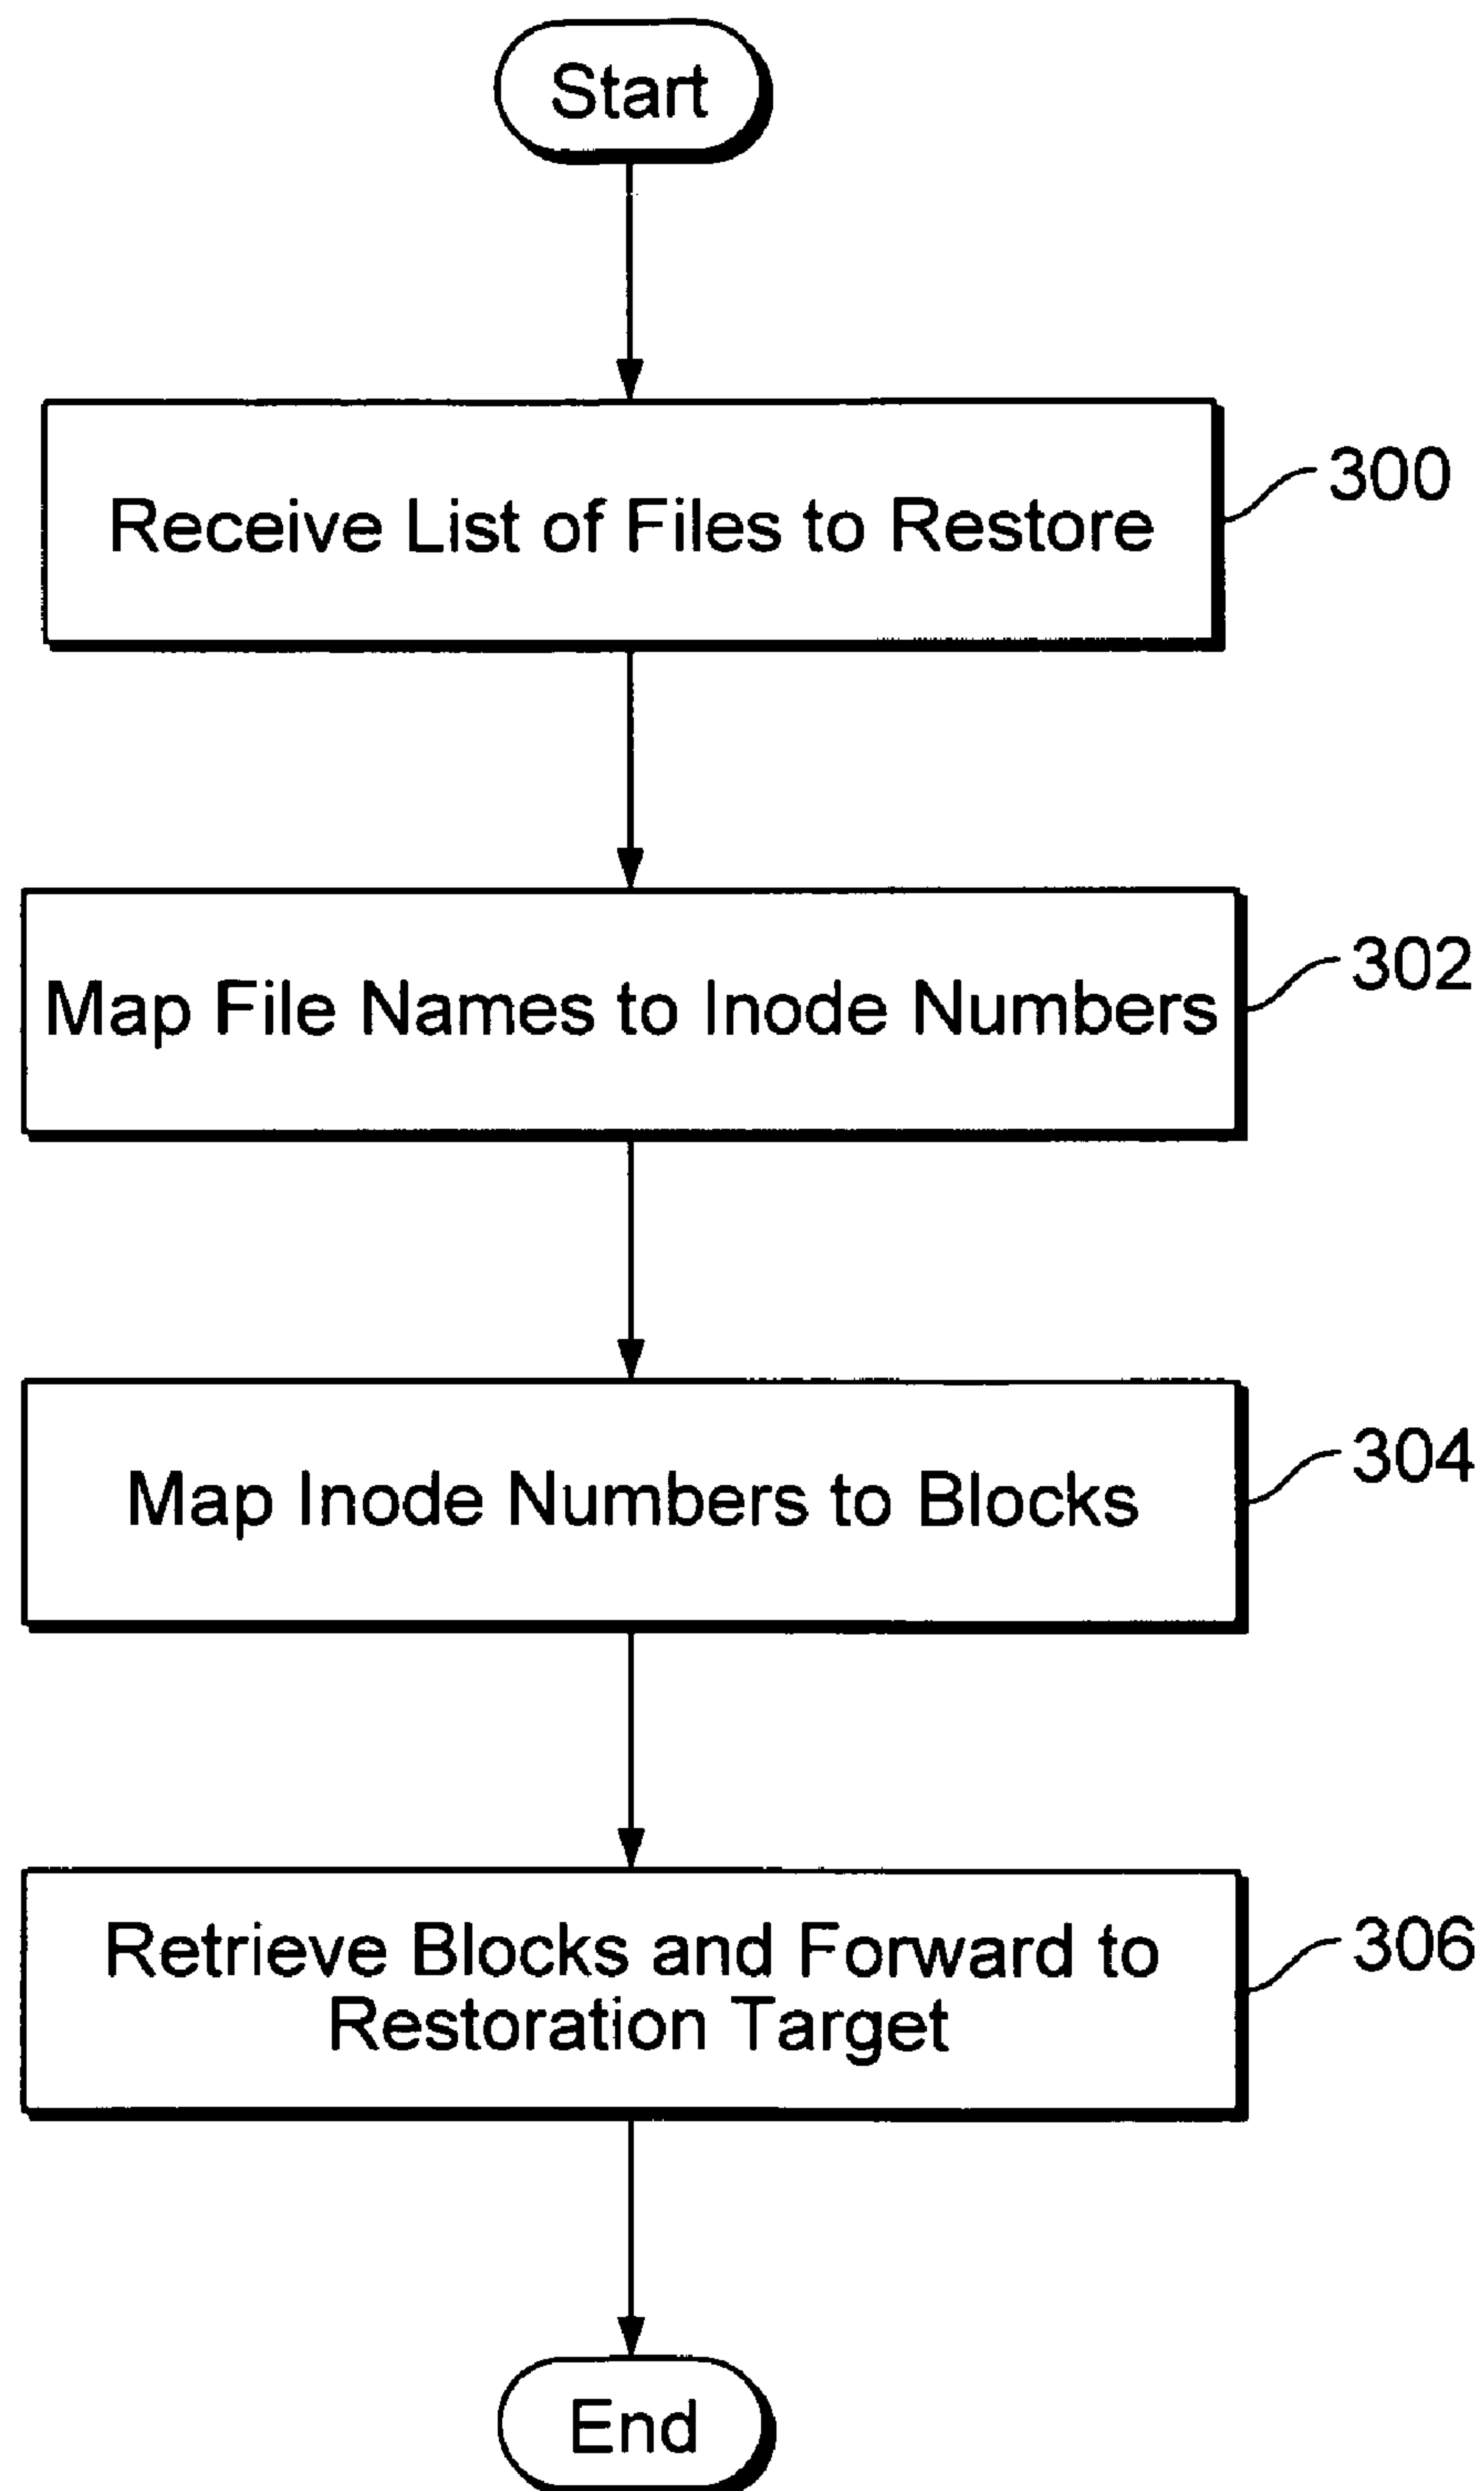 Start
Receive List of Files to Restore
300
Map File Names to Inode Numbers
302
Map Inode Numbers to Blocks
304
Retrieve Blocks and Forward to
Restoration Target
306
End